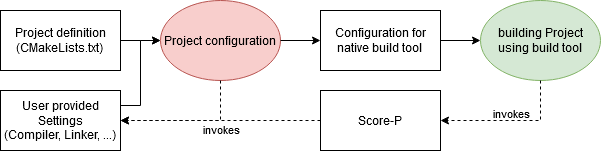 Project definition
(CMakeLists.txt)
Project configuration
Configuration for
native build tool
building Project
using build tool
User provided
Settings
(Compiler, Linker, ...)
invokes
Score-P
invokes